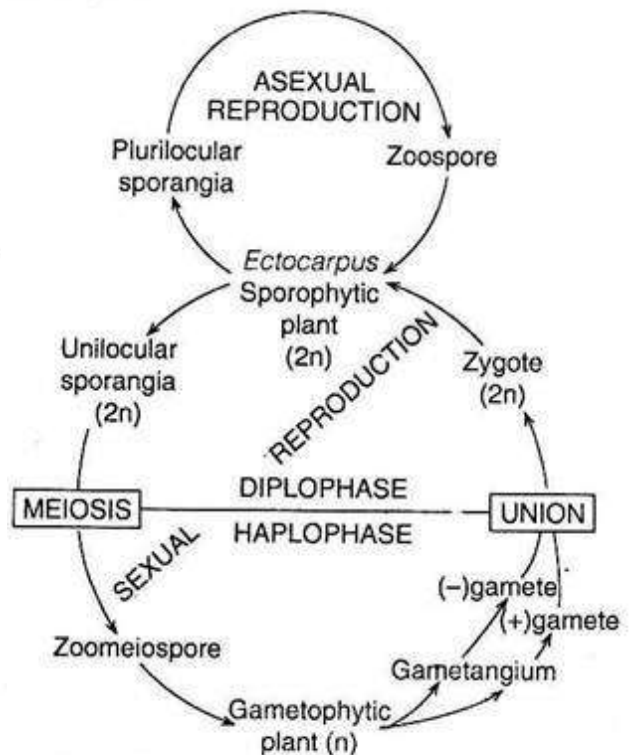 ASEXUAL
REPRODUCTION
Plurilocular
sporangia
Zoospore
Ectocarpus
Sporophytic
plant
(2n)
Unilocular
sporangia
(2n)
REPRODUCTION
Zygote
(2n)
MEIOSIS
DIPLOPHASE
HAPLOPHASE
UNION
SEXUAL
(-)gamete
(+)gamete
Zoomeiospore
Gametangium
Gametophytic
plant (n)